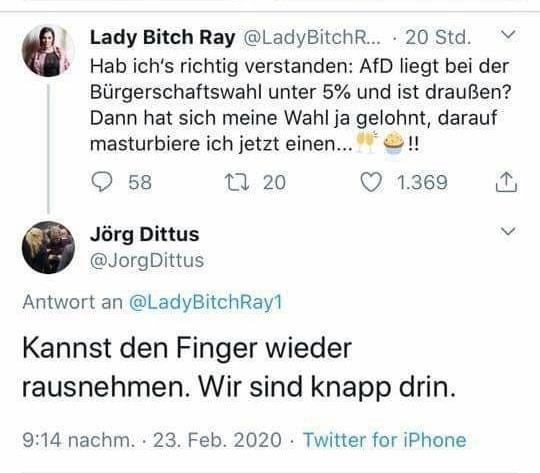 Lady Bitch Ray @LadyBitchR... · 20 Std.
Hab ich's richtig verstanden: AfD liegt bei der
Bürgerschaftswahl unter 5% und ist draußen?
Dann hat sich meine Wahl ja gelohnt, darauf
masturbiere ich jetzt einen...🥂🧁!!
58 20 1.369
Jörg Dittus
@JorgDittus
Antwort an @LadyBitchRay1
Kannst den Finger wieder
rausnehmen. Wir sind knapp drin.
9:14 nachm. · 23. Feb. 2020 · Twitter for iPhone